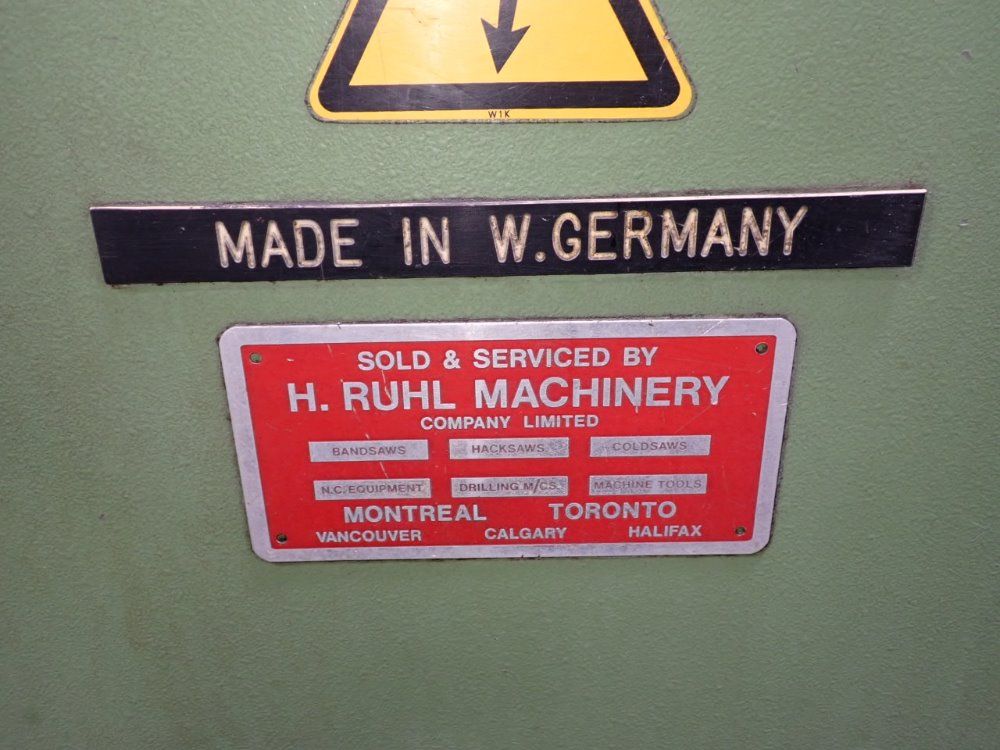 W1K
MADE IN W.GERMANY
SOLD & SERVICED BY
H. RUHL MACHINERY
COMPANY LIMITED
BANDSAWS HACKSAWS COLDSAWS
N.C. EQUIPMENT DRILLING M/CS. MACHINE TOOLS
MONTREAL TORONTO
VANCOUVER CALGARY HALIFAX